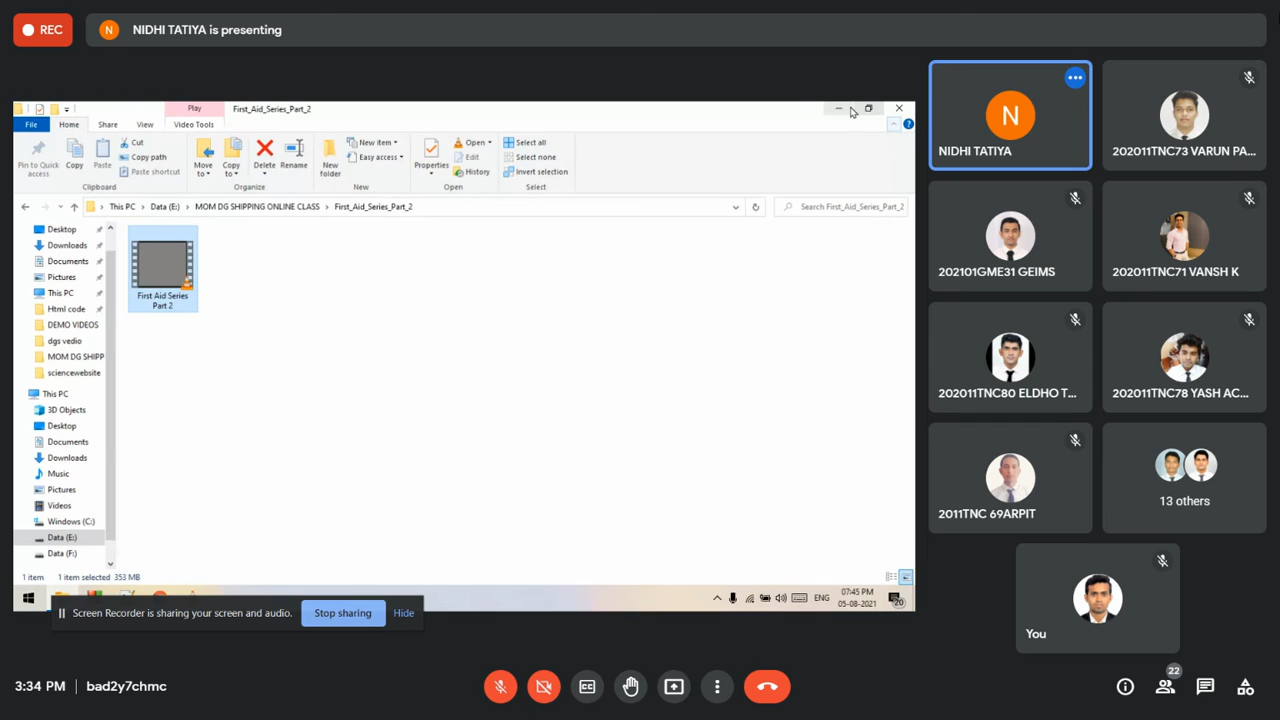 REC
N
NIDHI TATIYA is presenting
Play
First_Aid_Series_Part_2
File
Home
Share
View
Video Tools
Pin to Quick access
Copy
Paste
Cut
Copy path
Paste shortcut
Clipboard
Move to
Copy to
Delete
Rename
Organize
New folder
New item
Easy access
New
Properties
Open
Edit
History
Open
Select all
Select none
Invert selection
Select
This PC > Data (E:) > MOM DG SHIPPING ONLINE CLASS > First_Aid_Series_Part_2
Search First_Aid_Series_Part_2
Desktop
Downloads
Documents
Pictures
This PC
Html code
DEMO VIDEOS
dgs vedio
MOM DG SHIPP
sciencewebsite
This PC
3D Objects
Desktop
Documents
Downloads
Music
Pictures
Videos
Windows (C:)
Data (E:)
Data (F:)
First Aid Series
Part 2
1 item 1 item selected 353 MB
ENG
07:45 PM
05-08-2021
20
Screen Recorder is sharing your screen and audio.
Stop sharing
Hide
N
NIDHI TATIYA
202011TNC73 VARUN PA...
202101GME31 GEIMS
202011TNC71 VANSH K
202011TNC80 ELDHO T...
202011TNC78 YASH AC...
2011TNC 69ARPIT
13 others
You
3:34 PM | bad2y7chmc
22